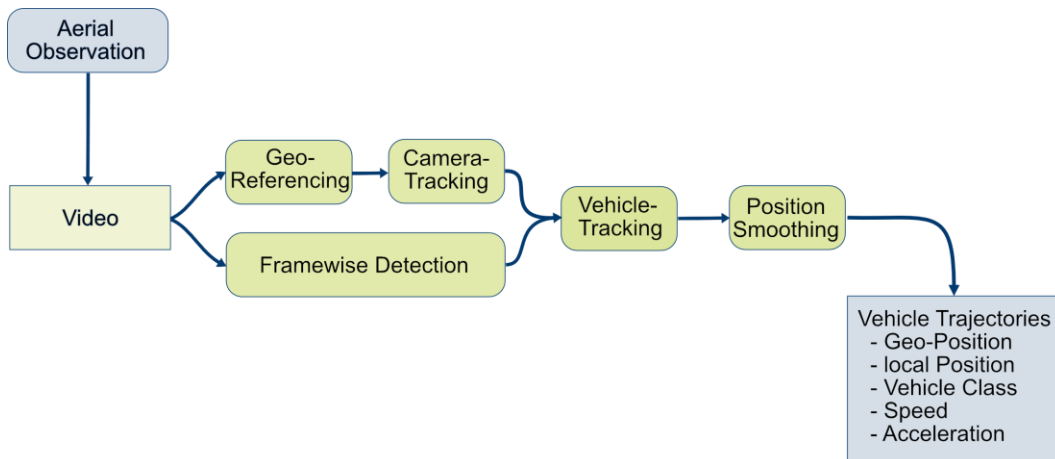 Aerial
Observation
Video
Geo-
Referencing
Camera-
Tracking
Framewise Detection
Vehicle-
Tracking
Position
Smoothing
Vehicle Trajectories
- Geo-Position
- local Position
- Vehicle Class
- Speed
- Acceleration